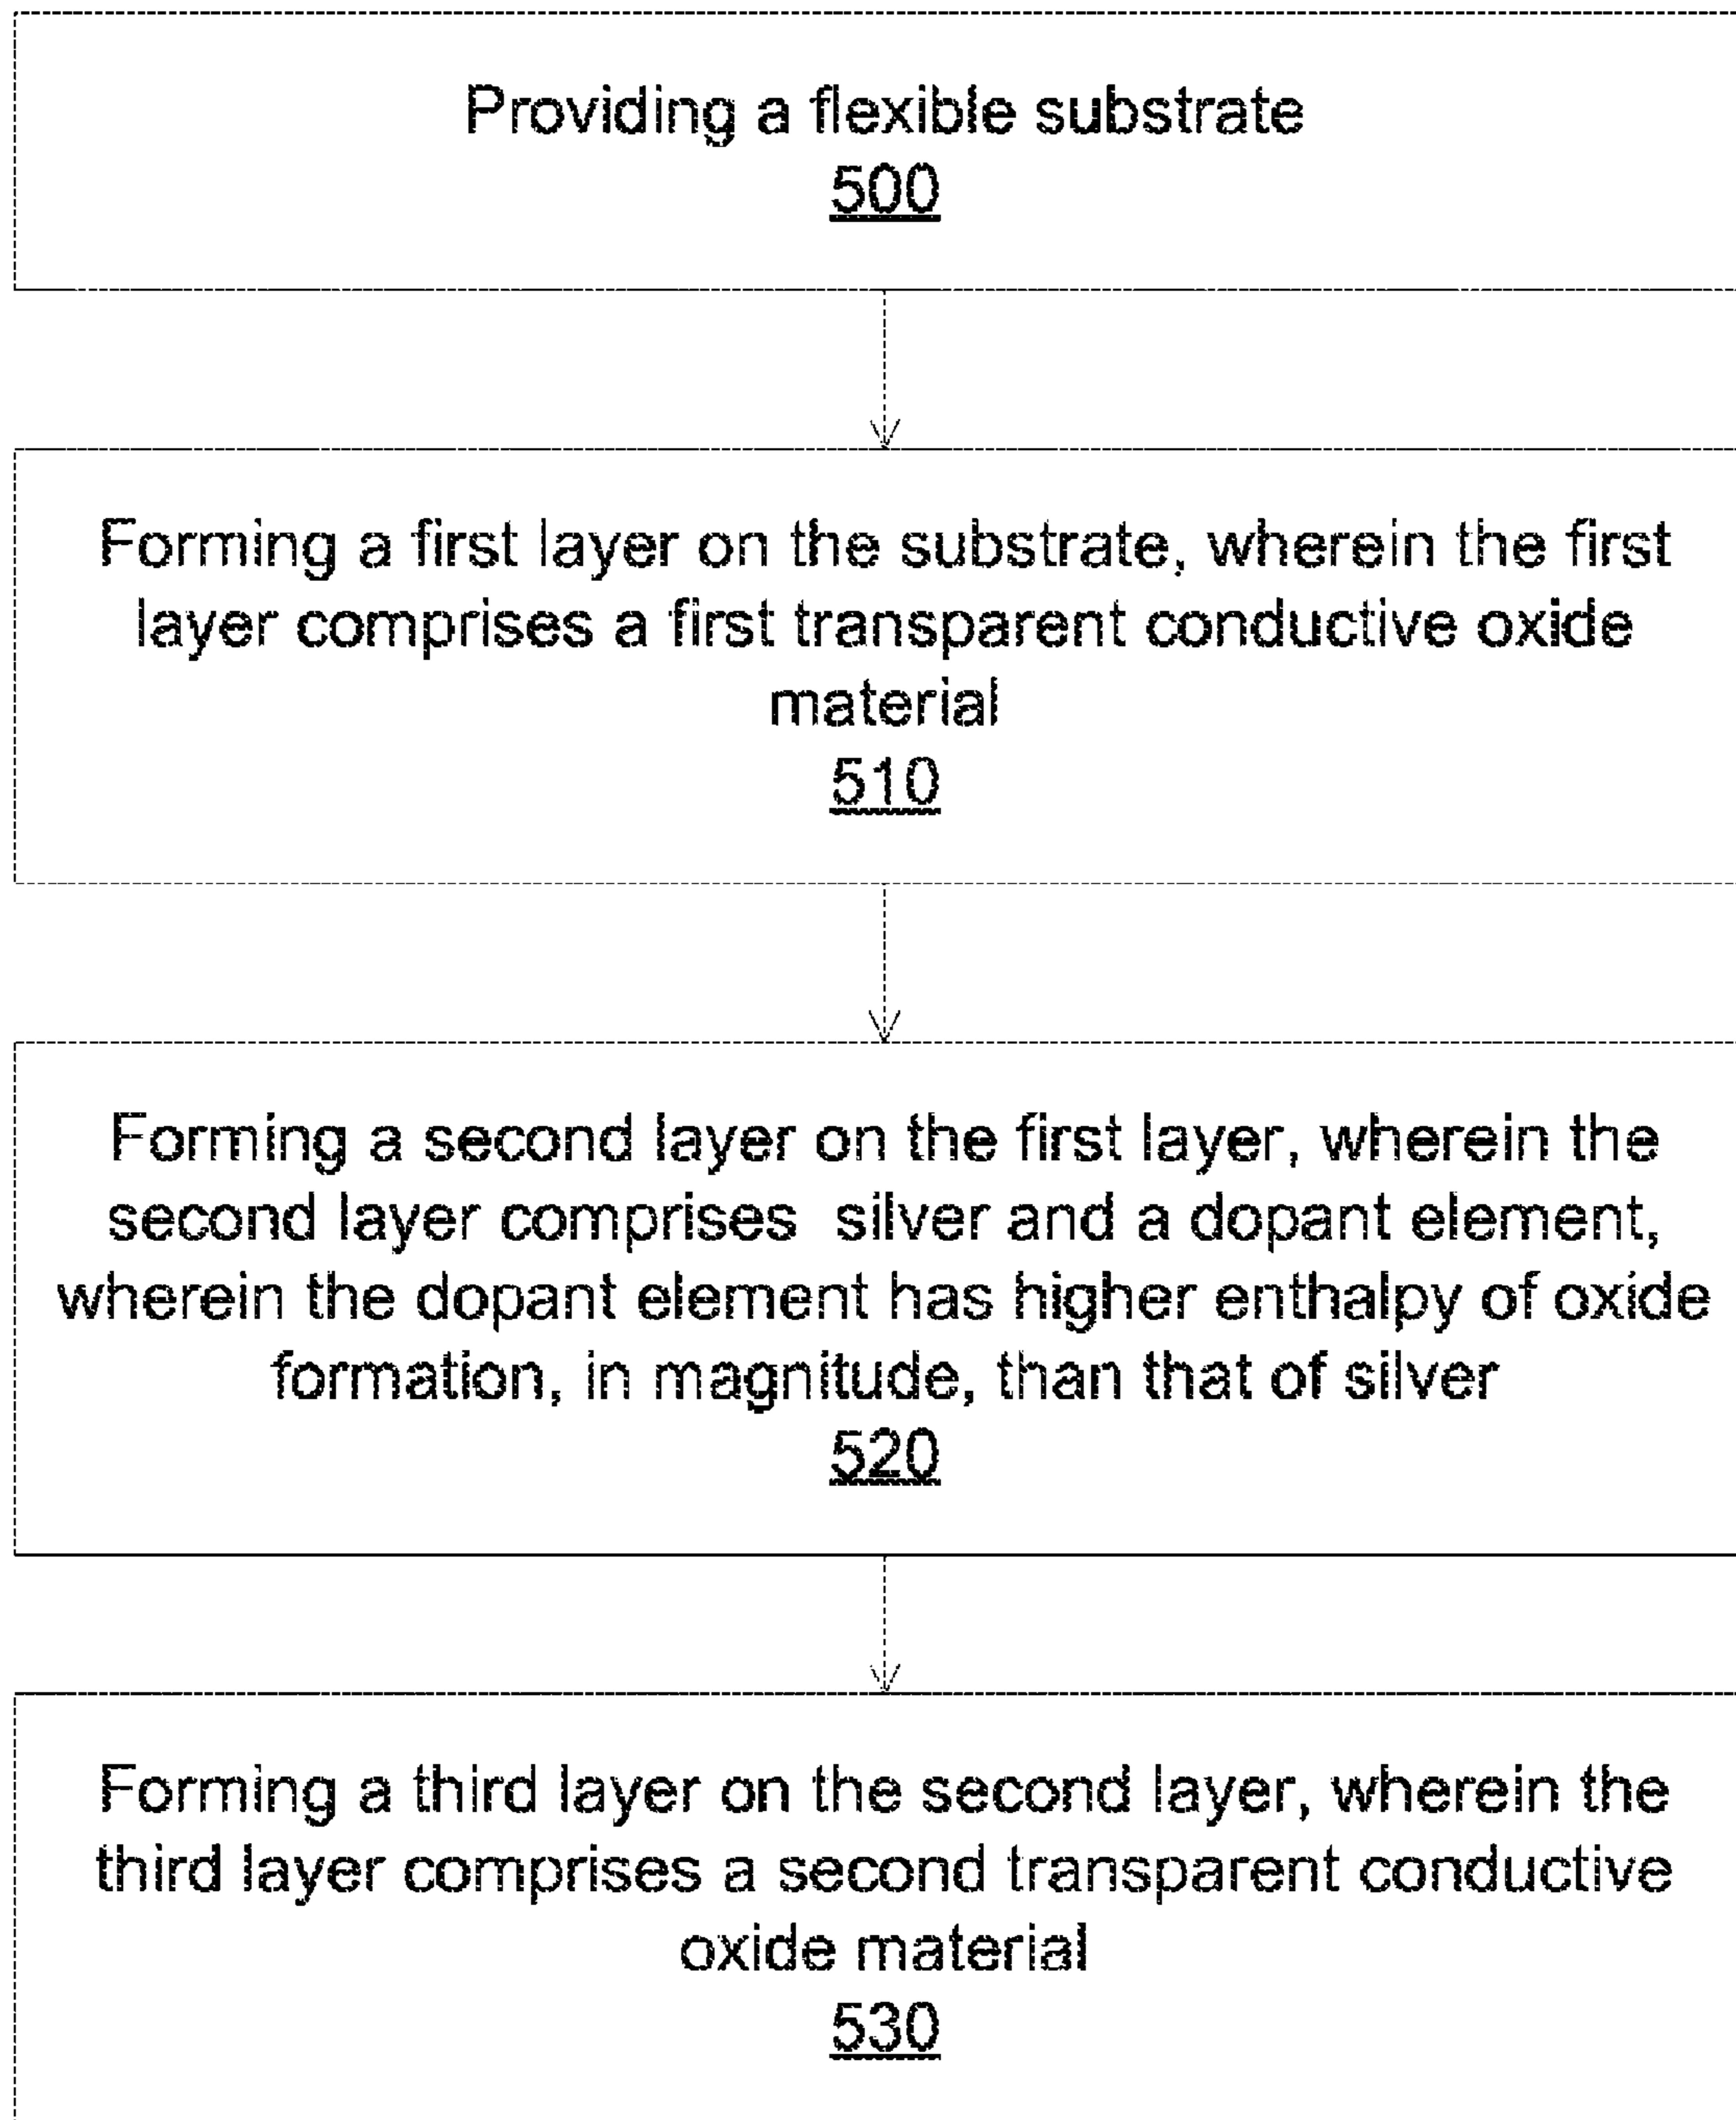 Providing a flexible substrate
500
Forming a first layer on the substrate, wherein the first
layer comprises a first transparent conductive oxide
material
510
Forming a second layer on the first layer, wherein the
second layer comprises silver and a dopant element,
wherein the dopant element has higher enthalpy of oxide
formation, in magnitude, than that of silver
520
Forming a third layer on the second layer, wherein the
third layer comprises a second transparent conductive
oxide material
530